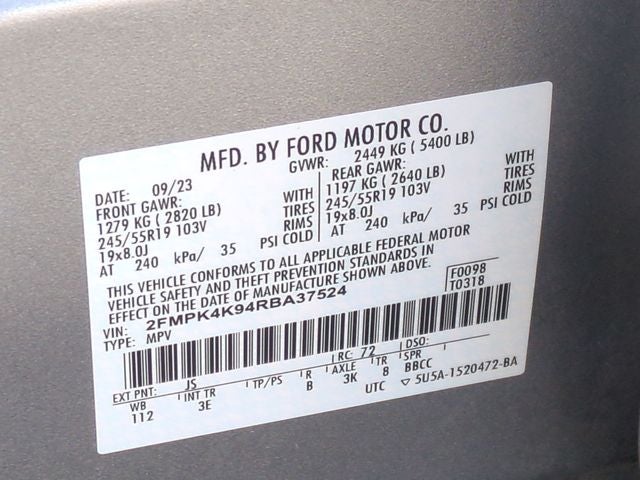 MFD. BY FORD MOTOR CO.
DATE: 09/23 GVWR: 2449 KG ( 5400 LB)
FRONT GAWR: WITH REAR GAWR: WITH
1279 KG ( 2820 LB) TIRES 1197 KG ( 2640 LB) TIRES
245/55R19 103V RIMS 245/55R19 103V RIMS
19x8.0J 19x8.0J
AT 240 kPa/ 35 PSI COLD AT 240 kPa/ 35 PSI COLD
THIS VEHICLE CONFORMS TO ALL APPLICABLE FEDERAL MOTOR
VEHICLE SAFETY AND THEFT PREVENTION STANDARDS IN
EFFECT ON THE DATE OF MANUFACTURE SHOWN ABOVE.
VIN: 2FMPK4K94RBA37524 F0098
TYPE: MPV T0318
EXT PNT: JS RC: 72 DSO:
WB INT TR TP/PS R AXLE TR SPR
112 3E B 3K 8 BBCC
UTC ▽ 5U5A-1520472-BA